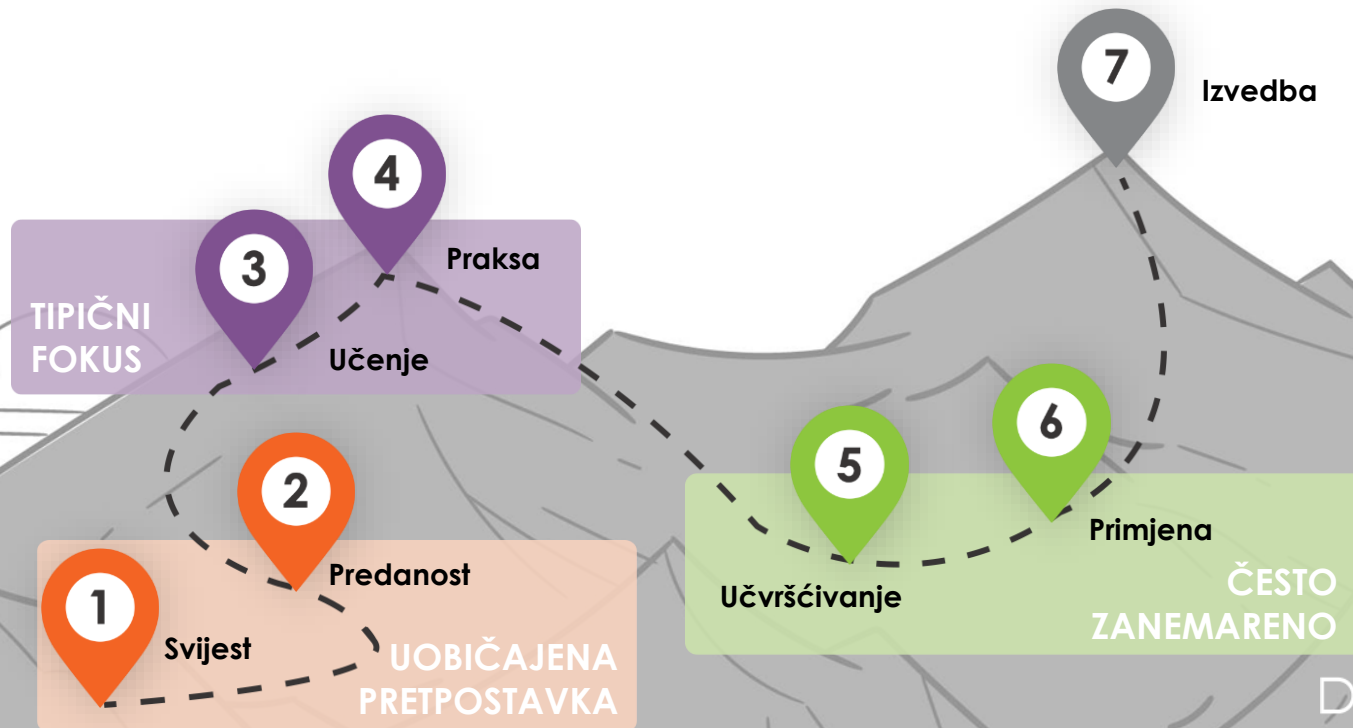 7
Izvedba
4
Praksa
3
TIPIČNI
FOKUS
Učenje
6
Primjena
5
Učvršćivanje
ČESTO
ZANEMARENO
2
Predanost
1
Svijest
UOBIČAJENA
PRETPOSTAVKA
D